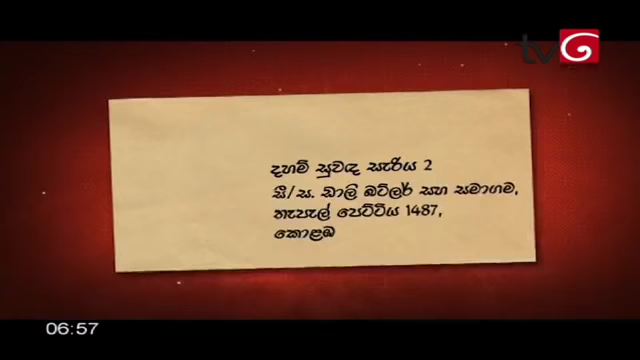 tv
දහම් සුවඳ සැරිය 2
සී/ස. ඩාලි බට්ලර් සහ සමාගම,
තැපැල් පෙට්ටිය 1487,
කොළඹ
06:57